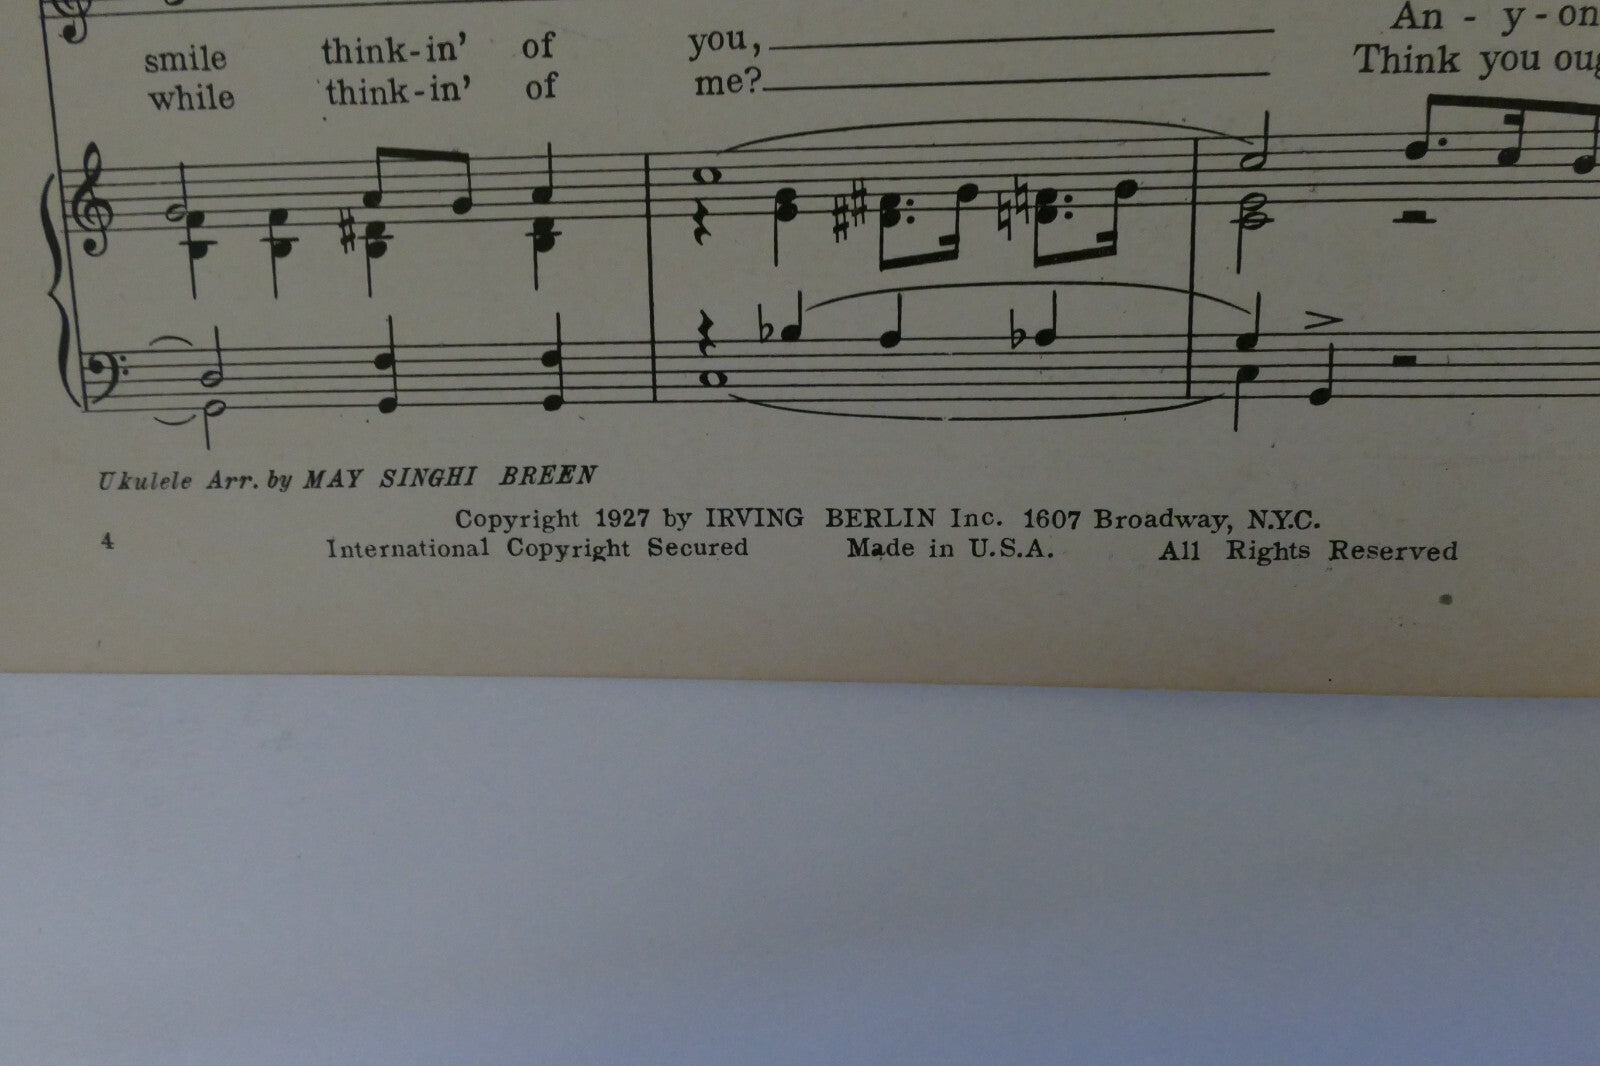 An - y - on
smile think-in' of you,
Think you oug
while think-in' of me?
Ukulele Arr. by MAY SINGHI BREEN
Copyright 1927 by IRVING BERLIN Inc. 1607 Broadway, N.Y.C.
4
International Copyright Secured Made in U.S.A. All Rights Reserved